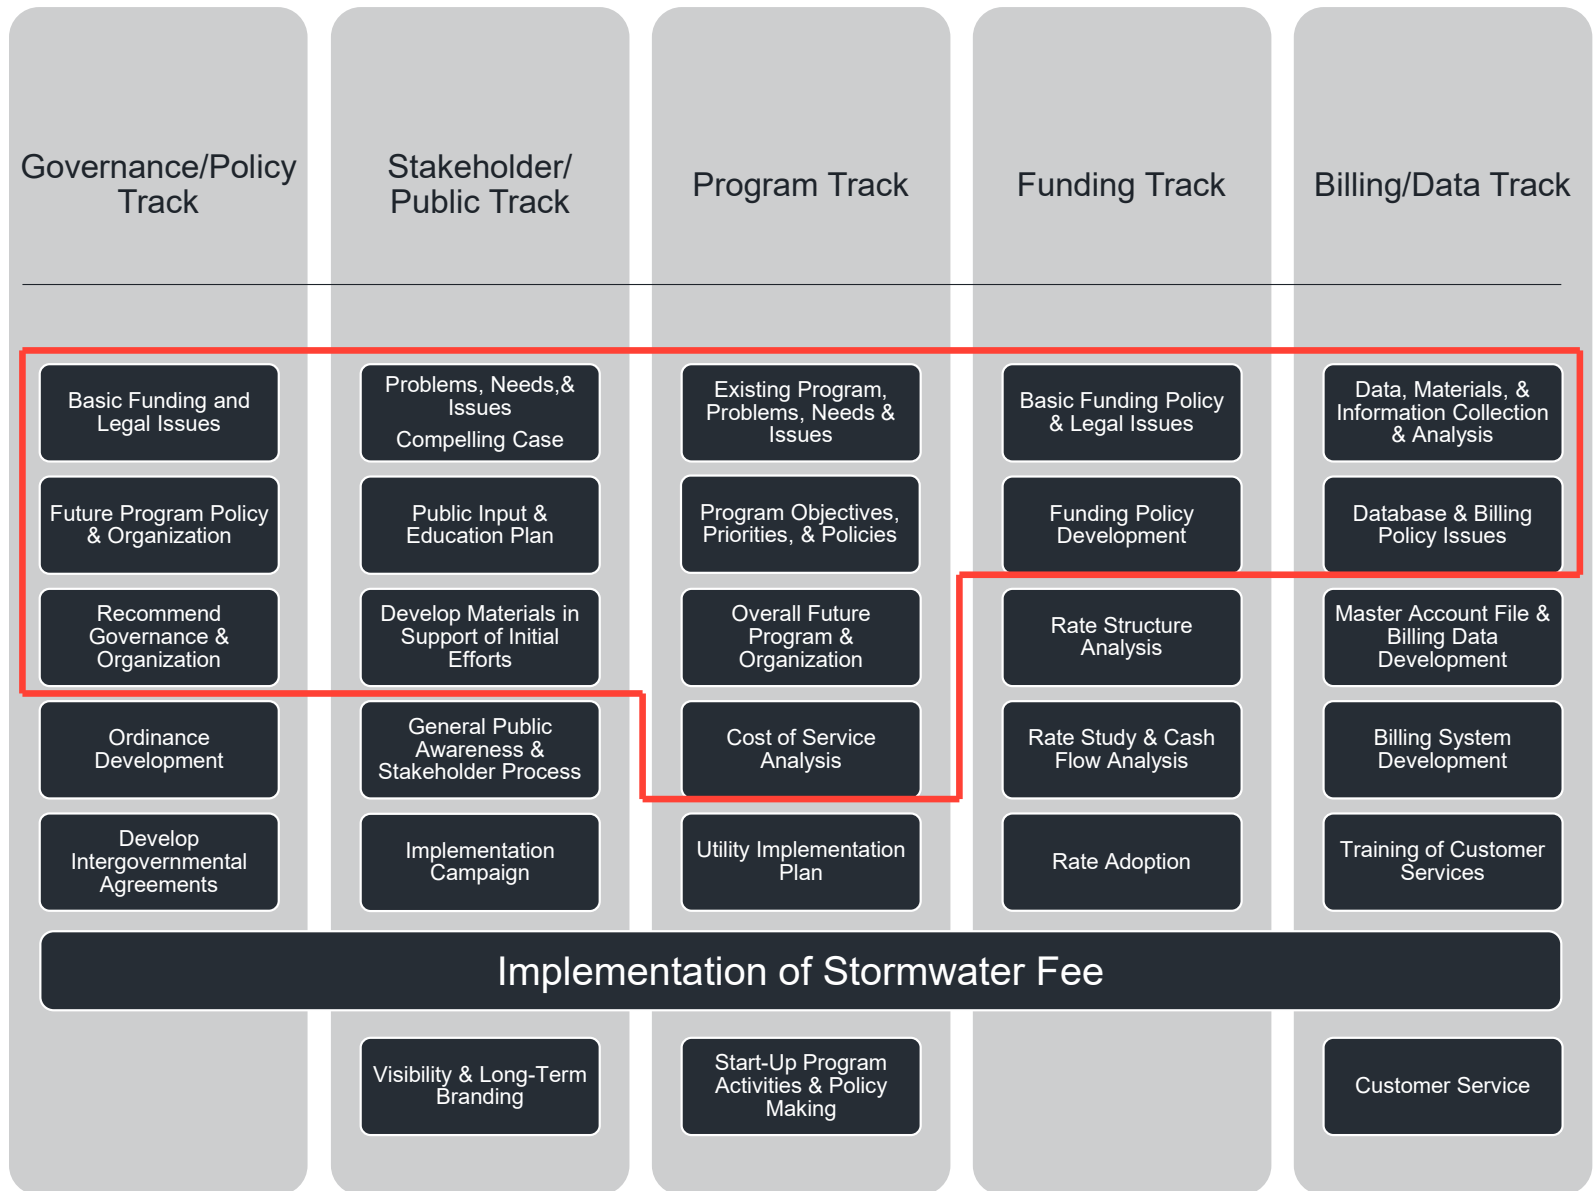 Governance/Policy
Track
Stakeholder/
Public Track
Program Track
Funding Track
Billing/Data Track
Basic Funding and
Legal Issues
Problems, Needs,&
Issues
Compelling Case
Existing Program,
Problems, Needs &
Issues
Basic Funding Policy
& Legal Issues
Data, Materials, &
Information Collection
& Analysis
Future Program Policy
& Organization
Public Input &
Education Plan
Program Objectives,
Priorities, & Policies
Funding Policy
Development
Database & Billing
Policy Issues
Recommend
Governance &
Organization
Develop Materials in
Support of Initial
Efforts
Overall Future
Program &
Organization
Rate Structure
Analysis
Master Account File &
Billing Data
Development
Ordinance
Development
General Public
Awareness &
Stakeholder Process
Cost of Service
Analysis
Rate Study & Cash
Flow Analysis
Billing System
Development
Develop
Intergovernmental
Agreements
Implementation
Campaign
Utility Implementation
Plan
Rate Adoption
Training of Customer
Services
Implementation of Stormwater Fee
Visibility & Long-Term
Branding
Start-Up Program
Activities & Policy
Making
Customer Service